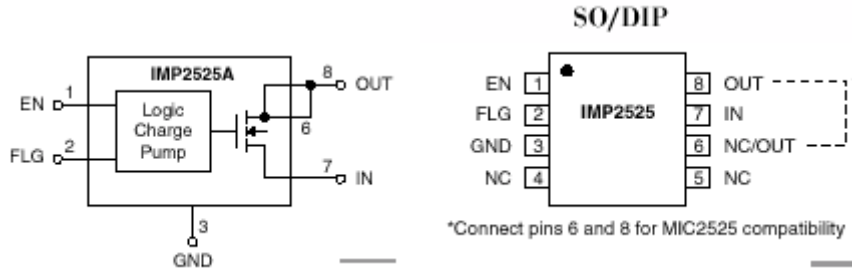 SO/DIP
IMP2525A
EN 1
Logic
Charge
Pump
FLG 2
8 OUT
6
7 IN
3
GND
EN 1
FLG 2
GND 3
NC 4
IMP2525
8 OUT
7 IN
6 NC/OUT
5 NC
*Connect pins 6 and 8 for MIC2525 compatibility